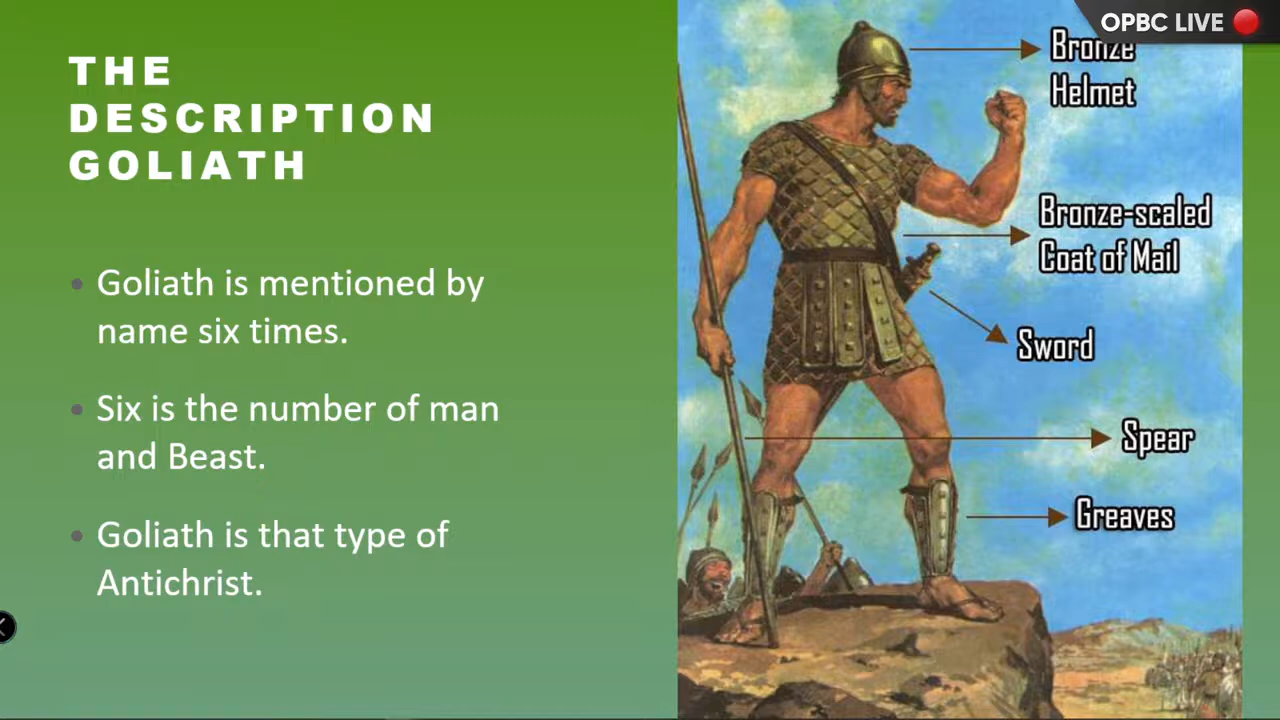 OPBC LIVE
THE
DESCRIPTION
GOLIATH
• Goliath is mentioned by
name six times.
• Six is the number of man
and Beast.
• Goliath is that type of
Antichrist.
Bronze
Helmet
Bronze-scaled
Coat of Mail
Sword
Spear
Greaves